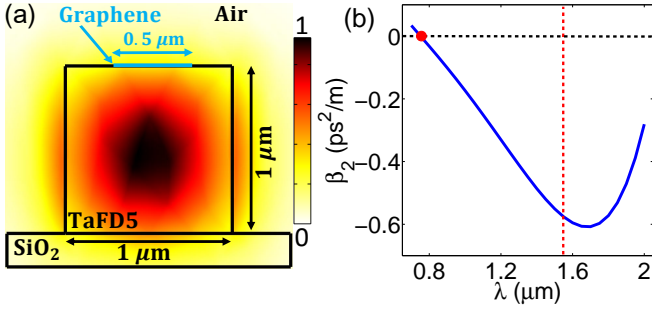 (a)
Graphene
Air
0.5 μm
1
1 μm
TaFD5
0
SiO₂
1 μm
(b)
0
−0.2
−0.4
−0.6
β₂ (ps²/m)
0.8
1.2
1.6
2
λ (μm)